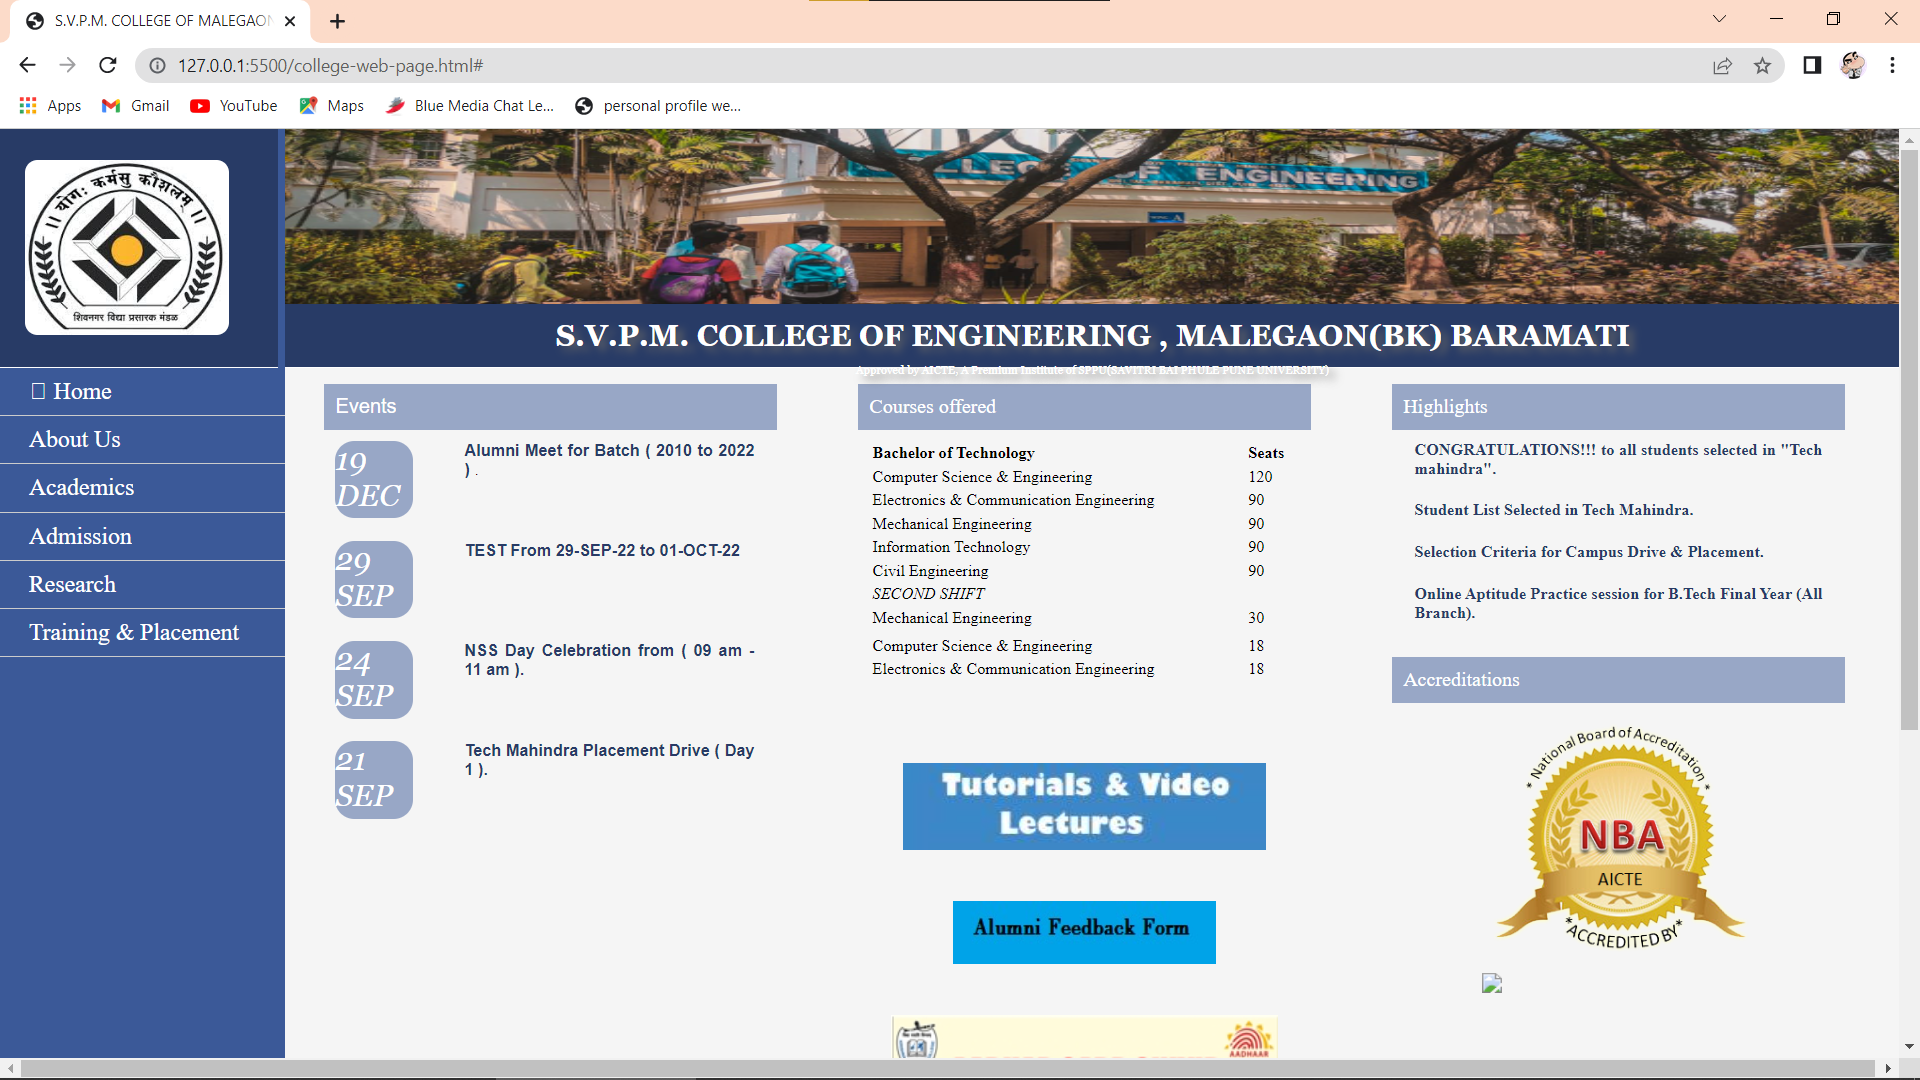 S.V.P.M. COLLEGE OF MALEGAON
127.0.0.1:5500/college-web-page.html#
Apps Gmail YouTube Maps Blue Media Chat Le... personal profile we...
|| योगः कर्मसु कौशलम् ||
शिवनगर विद्या प्रसारक मंडळ
COLLEGE OF ENGINEERING
S.V.P.M. COLLEGE OF ENGINEERING , MALEGAON(BK) BARAMATI
Approved by AICTE, A Premium Institute of SPPU(SAVITRI BAI PHULE PUNE UNIVERSITY)
Home
About Us
Academics
Admission
Research
Training & Placement
Events
19 DEC
Alumni Meet for Batch ( 2010 to 2022
) .
29 SEP
TEST From 29-SEP-22 to 01-OCT-22
24 SEP
NSS Day Celebration from ( 09 am -
11 am ).
21 SEP
Tech Mahindra Placement Drive ( Day
1 ).
Courses offered
Bachelor of Technology Seats
Computer Science & Engineering 120
Electronics & Communication Engineering 90
Mechanical Engineering 90
Information Technology 90
Civil Engineering 90
SECOND SHIFT
Mechanical Engineering 30
Computer Science & Engineering 18
Electronics & Communication Engineering 18
Tutorials & Video
Lectures
Alumni Feedback Form
AADHAAR
Highlights
CONGRATULATIONS!!! to all students selected in "Tech
mahindra".
Student List Selected in Tech Mahindra.
Selection Criteria for Campus Drive & Placement.
Online Aptitude Practice session for B.Tech Final Year (All
Branch).
Accreditations
* National Board of Accreditation *
NBA
AICTE
*ACCREDITED BY*